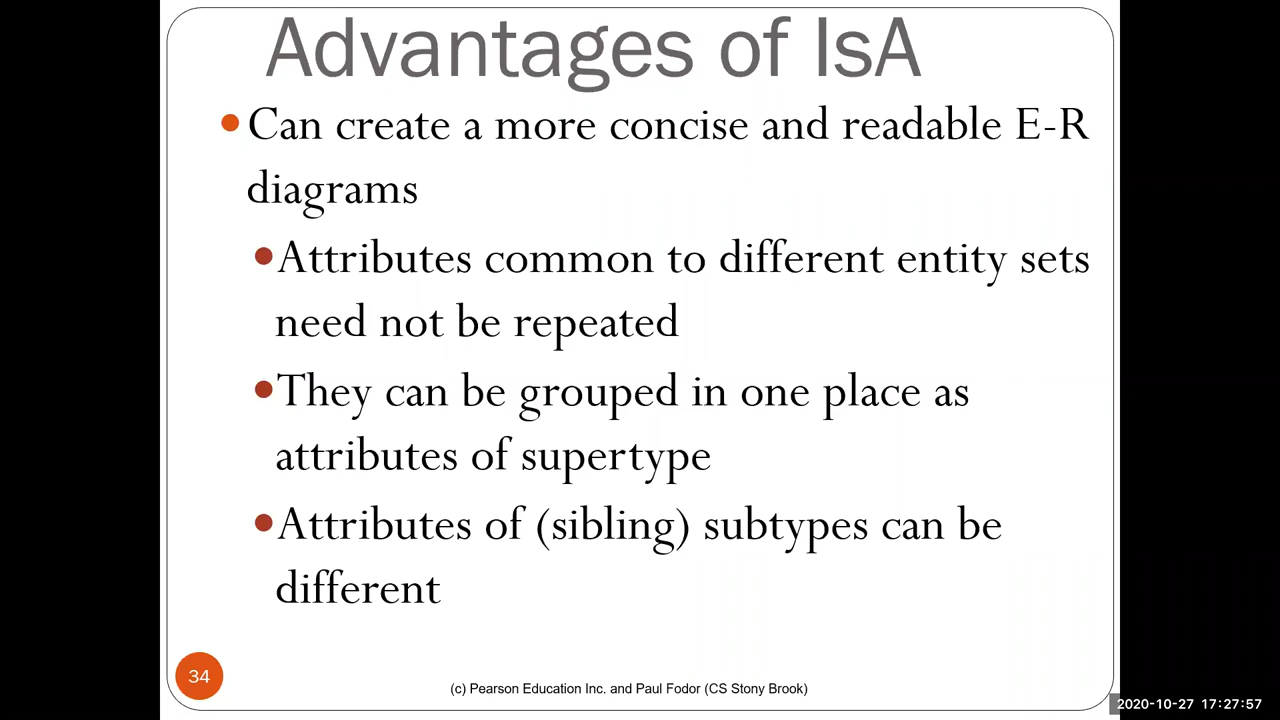 Advantages of IsA
•Can create a more concise and readable E-R
diagrams
•Attributes common to different entity sets
need not be repeated
•They can be grouped in one place as
attributes of supertype
•Attributes of (sibling) subtypes can be
different
34
(c) Pearson Education Inc. and Paul Fodor (CS Stony Brook)
2020-10-27 17:27:57